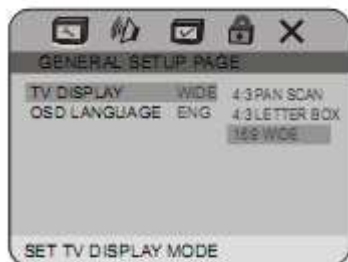 GENERAL SETUP PAGE
TV DISPLAY WIDE 4:3 PAN SCAN
OSD LANGUAGE ENG 4:3 LETTER BOX
16:9 WIDE
SET TV DISPLAY MODE